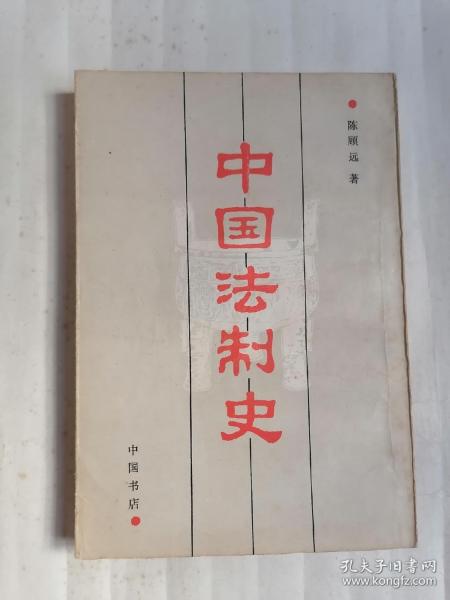 陈顾远 著
中国法制史
中国书店
孔夫子旧书网
www.kongfz.com